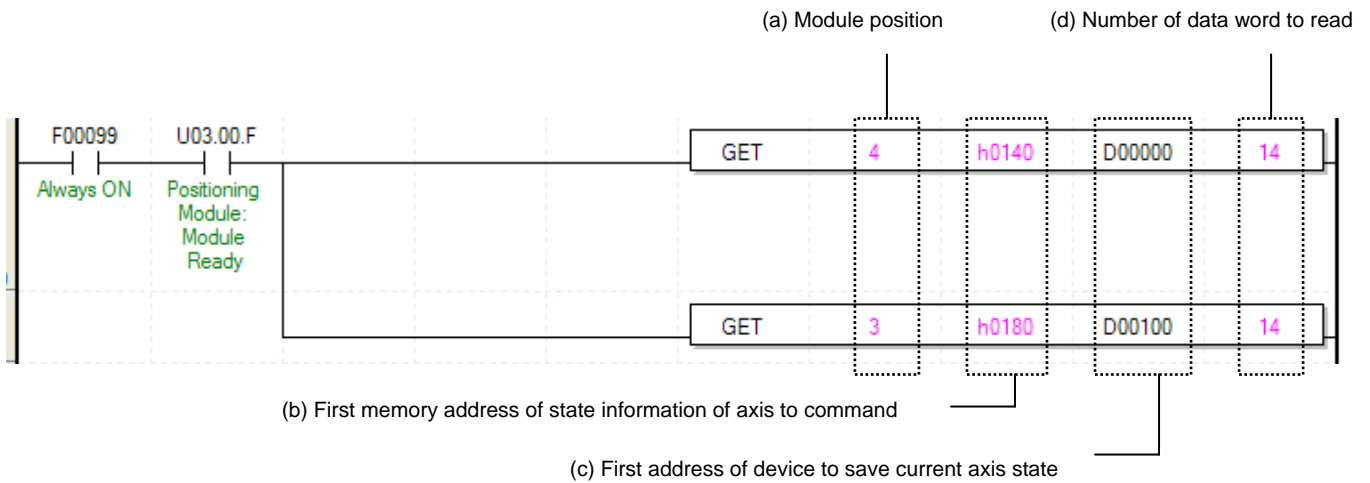 (a) Module position
(d) Number of data word to read
F00099
U03.00.F
GET 4 h0140 D00000 14
Always ON
Positioning
Module:
Module
Ready
GET 3 h0180 D00100 14
(b) First memory address of state information of axis to command
(c) First address of device to save current axis state